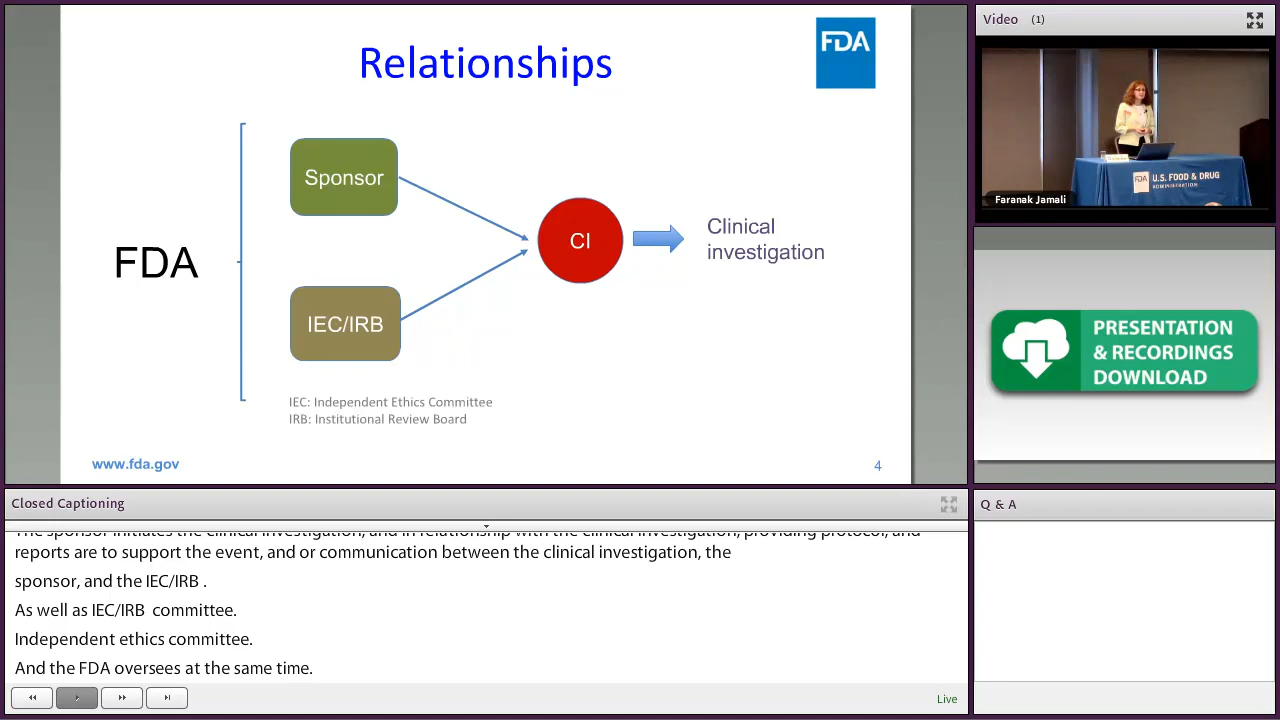 Relationships
FDA
Sponsor
CI
Clinical
investigation
FDA
IEC/IRB
IEC: Independent Ethics Committee
IRB: Institutional Review Board
www.fda.gov
4
Video (1)
FDA
U.S. FOOD & DRUG
ADMINISTRATION
Faranak Jamali
PRESENTATION
& RECORDINGS
DOWNLOAD
Closed Captioning
The sponsor initiates the clinical investigation, and in relationship with the clinical investigation, providing protocol, and
reports are to support the event, and or communication between the clinical investigation, the
sponsor, and the IEC/IRB .
As well as IEC/IRB committee.
Independent ethics committee.
And the FDA oversees at the same time.
Live
Q & A